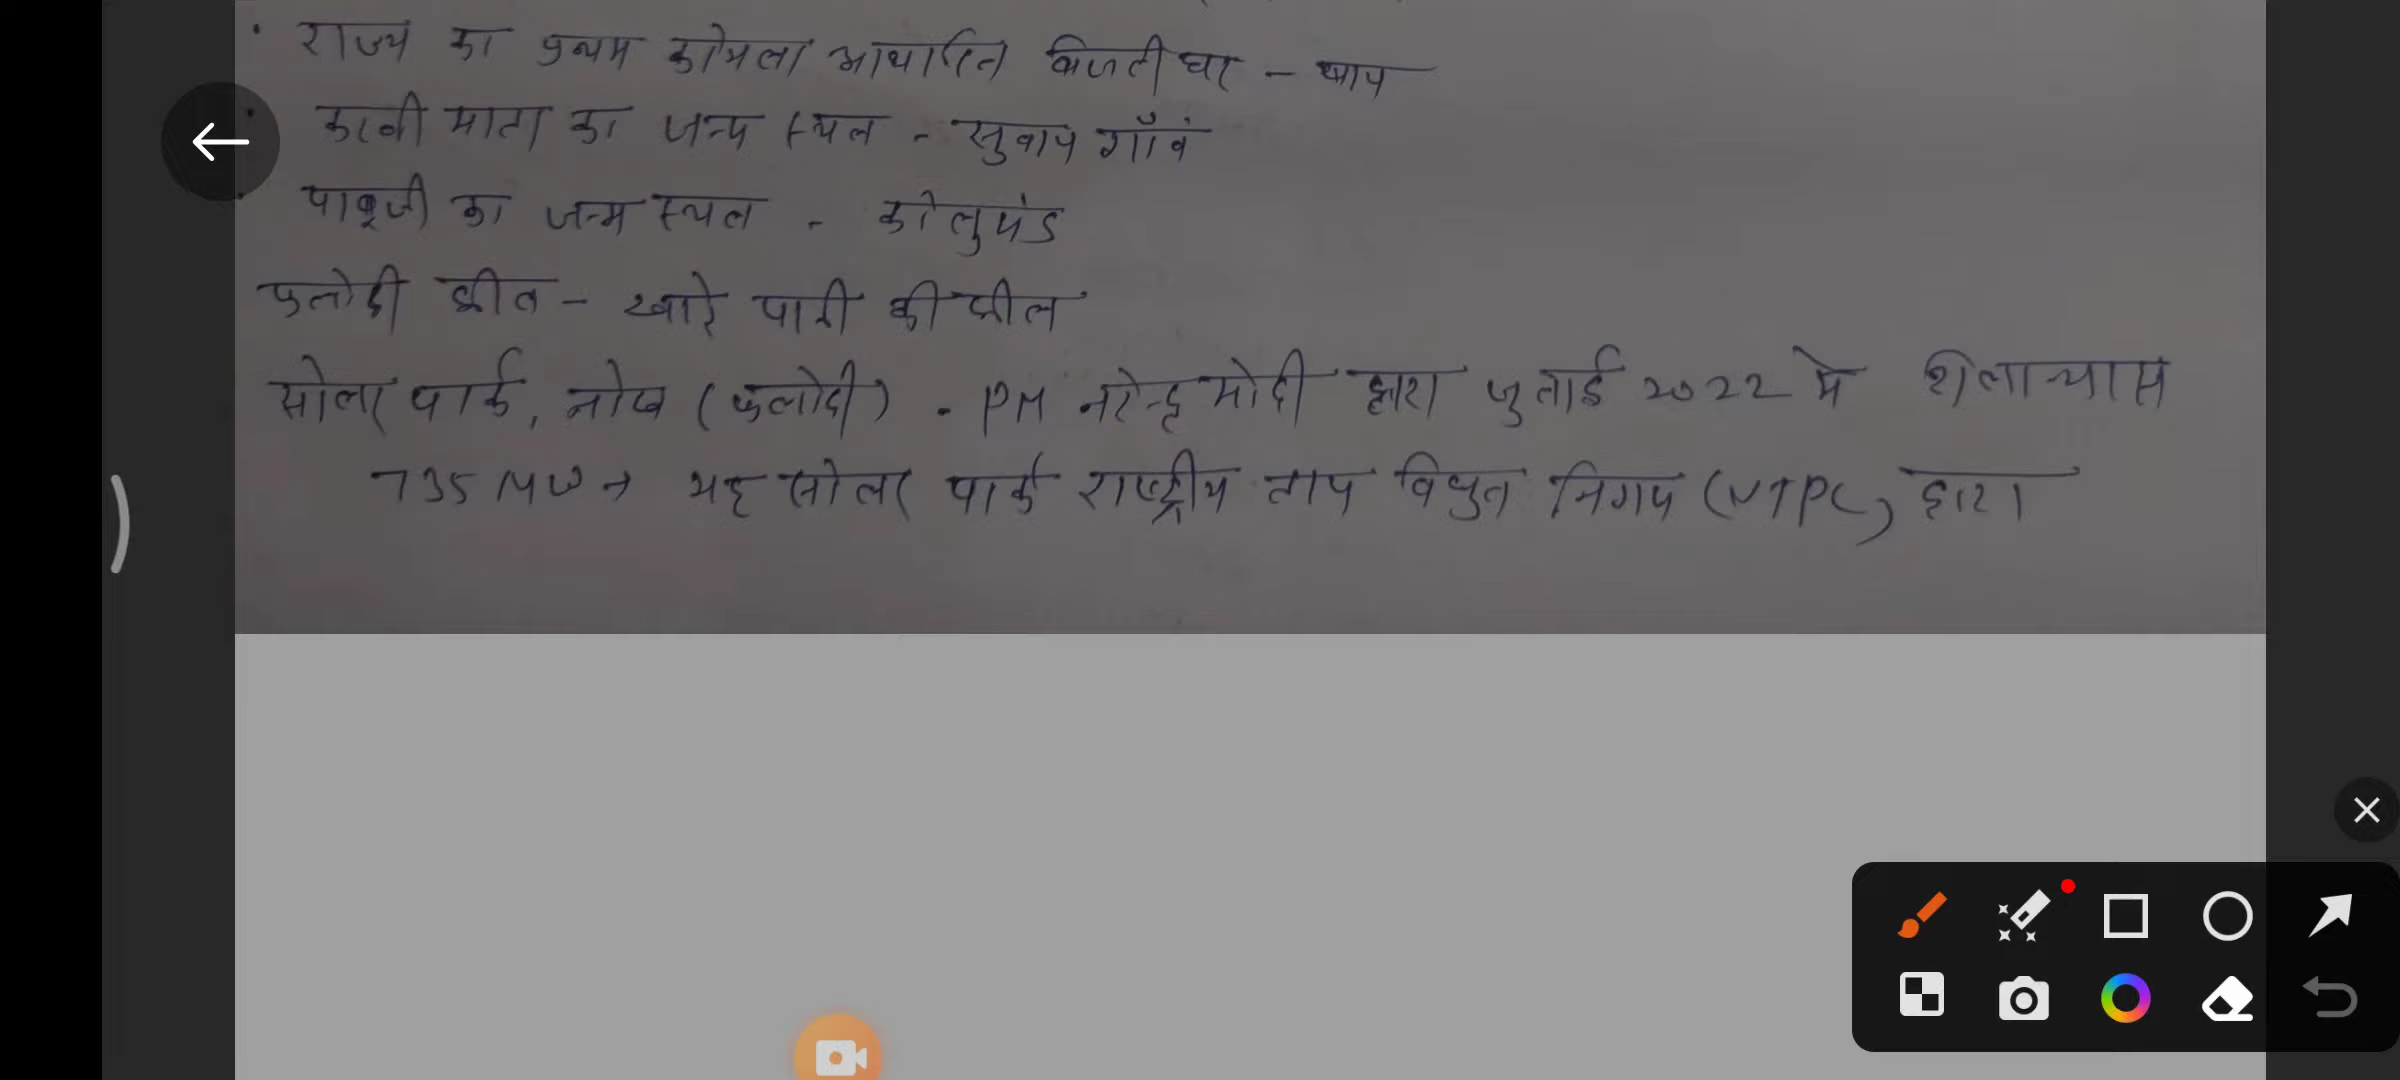 राज्य का प्रथम कोयला आधारित बिजली घर - बाप
करणी माता का जन्म स्थल - सुवाप गाँवं
पाबूजी का जन्म स्थल - कोलुमंड
फलोदी झील - खारे पानी की झील
सोलर पार्क, नोख (फलोदी) - PM नरेन्द्र मोदी द्वारा जुलाई 2022 मे शिलान्यास
735 MW → यह सोलर पार्क राष्ट्रीय ताप विधुत निगम (NTPC) द्वारा